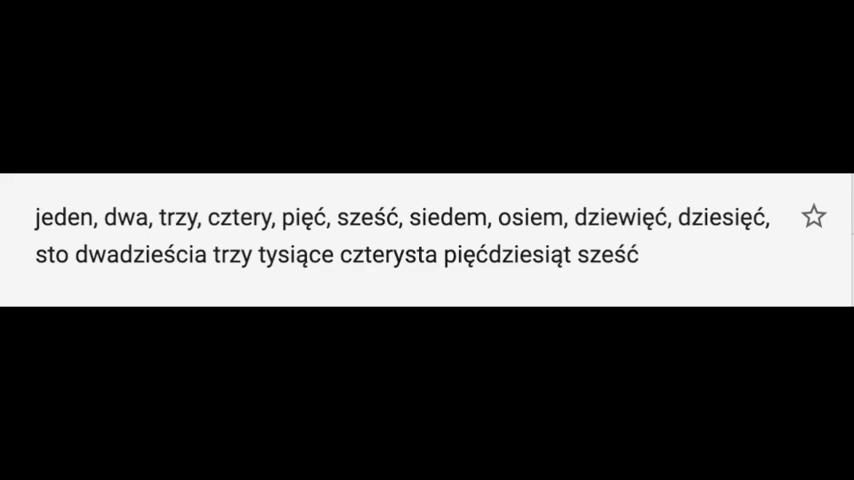 jeden, dwa, trzy, cztery, pięć, sześć, siedem, osiem, dziewięć, dziesięć,
sto dwadzieścia trzy tysiące czterysta pięćdziesiąt sześć